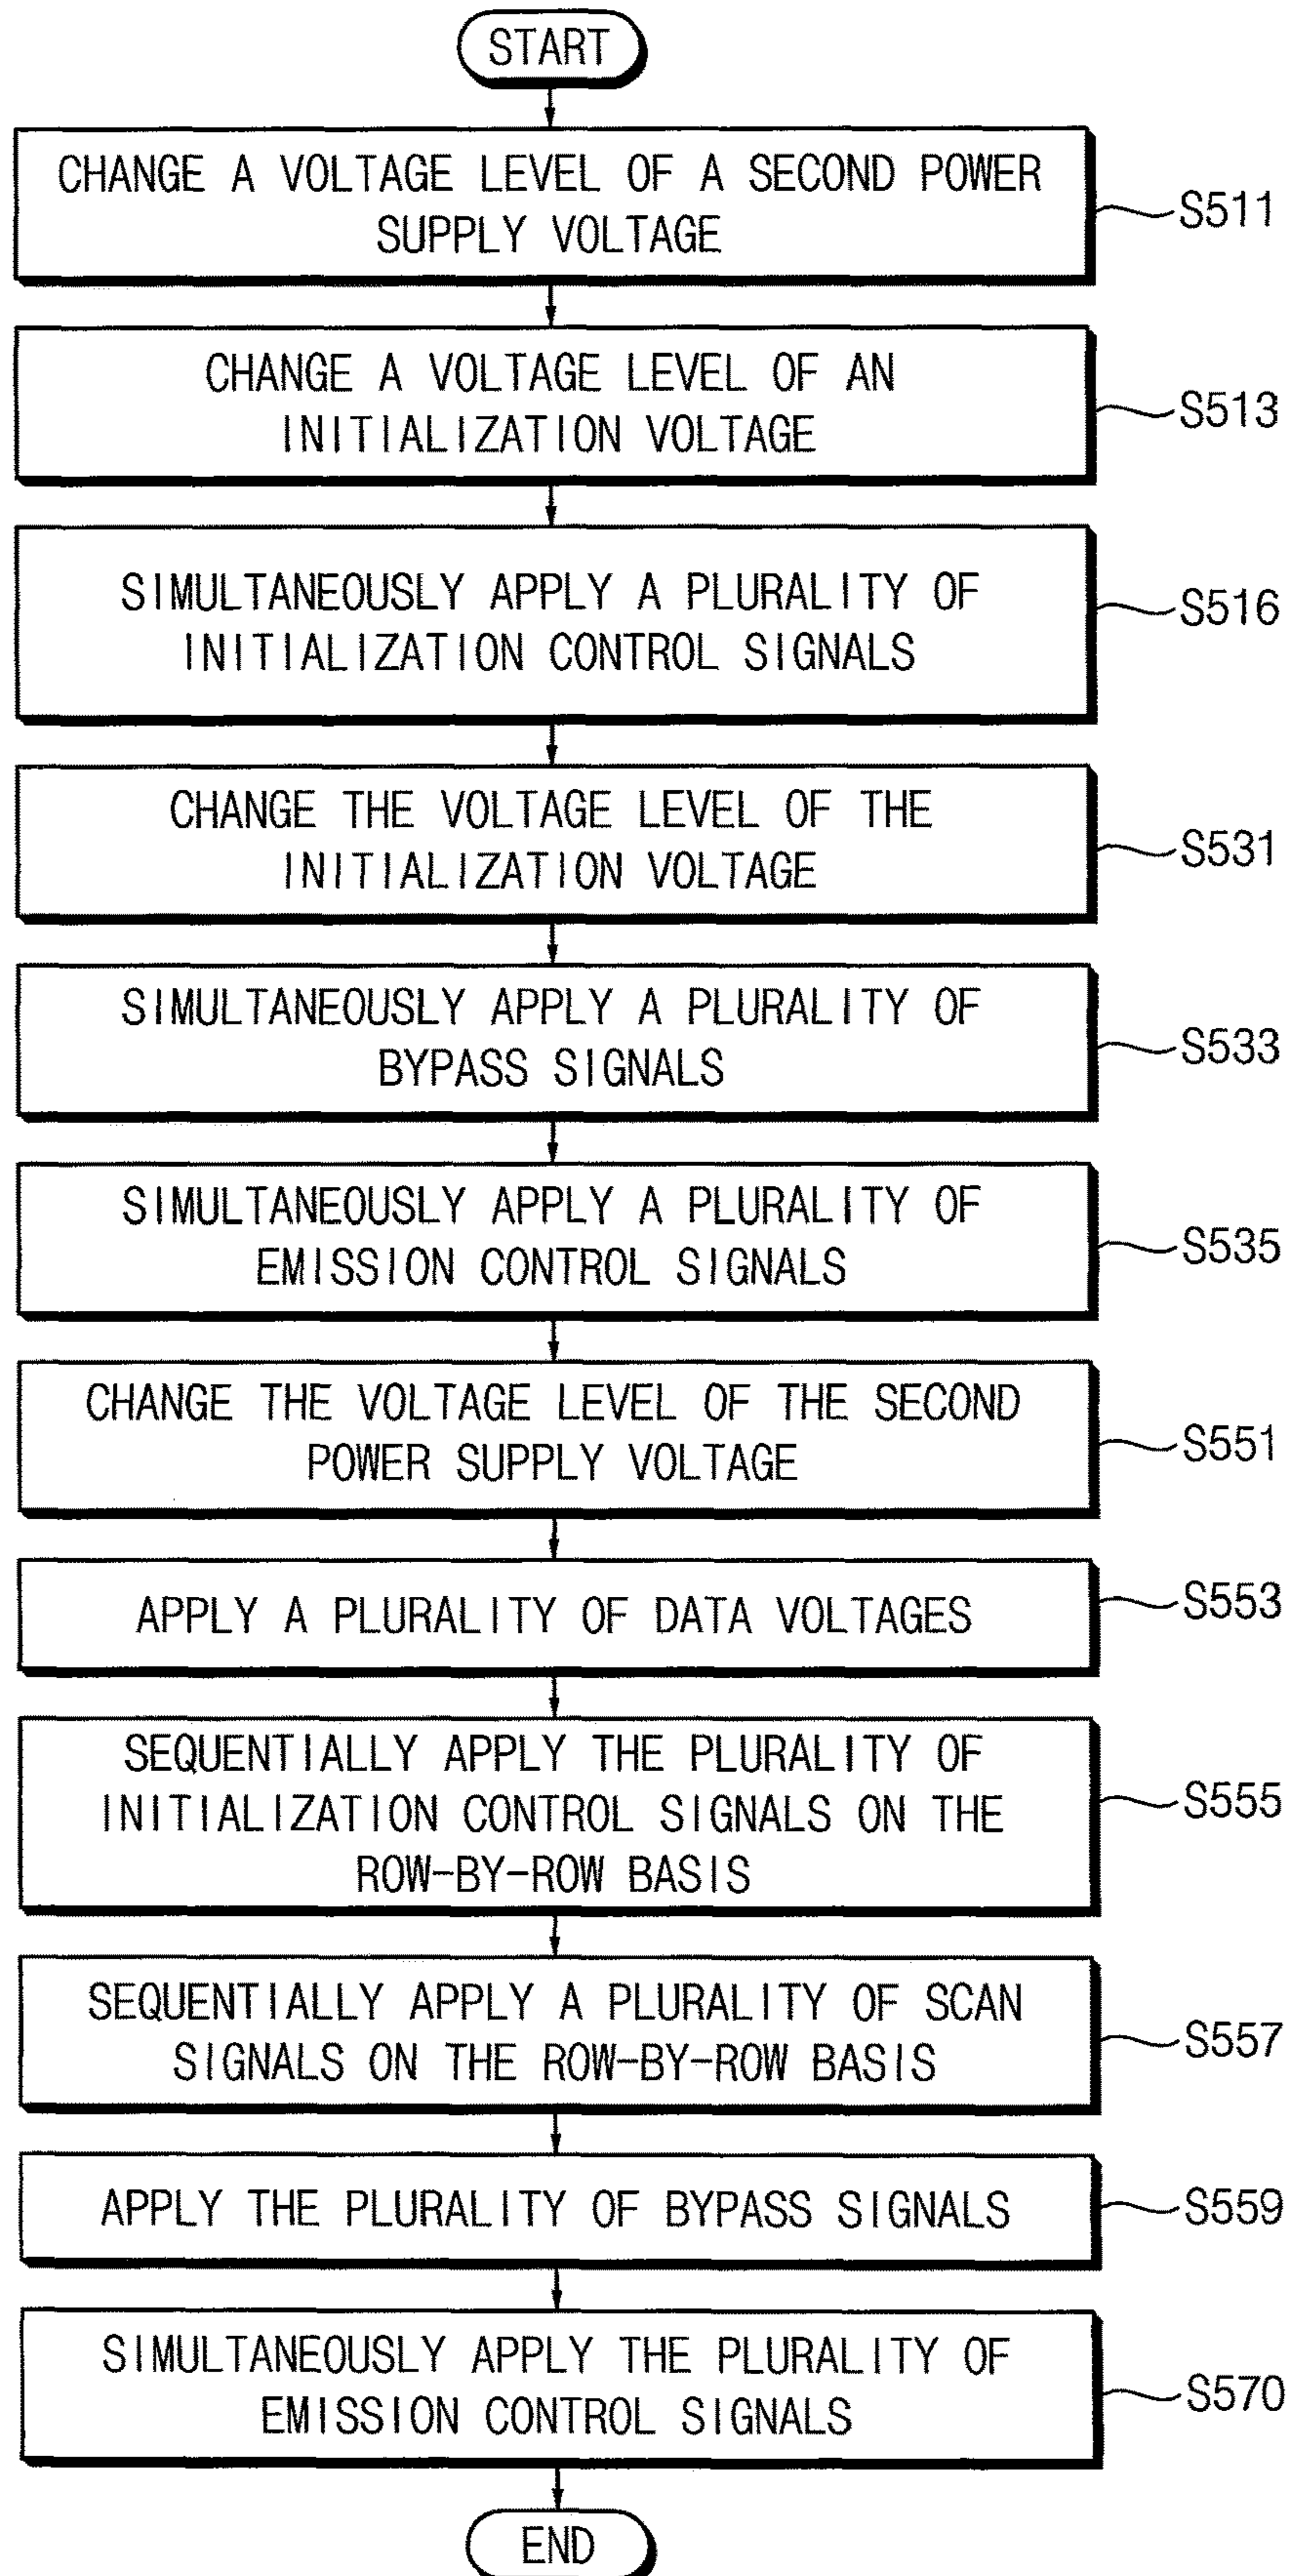 START
CHANGE A VOLTAGE LEVEL OF A SECOND POWER
SUPPLY VOLTAGE
S511
CHANGE A VOLTAGE LEVEL OF AN
INITIALIZATION VOLTAGE
S513
SIMULTANEOUSLY APPLY A PLURALITY OF
INITIALIZATION CONTROL SIGNALS
S516
CHANGE THE VOLTAGE LEVEL OF THE
INITIALIZATION VOLTAGE
S531
SIMULTANEOUSLY APPLY A PLURALITY OF
BYPASS SIGNALS
S533
SIMULTANEOUSLY APPLY A PLURALITY OF
EMISSION CONTROL SIGNALS
S535
CHANGE THE VOLTAGE LEVEL OF THE SECOND
POWER SUPPLY VOLTAGE
S551
APPLY A PLURALITY OF DATA VOLTAGES
S553
SEQUENTIALLY APPLY THE PLURALITY OF
INITIALIZATION CONTROL SIGNALS ON THE
ROW-BY-ROW BASIS
S555
SEQUENTIALLY APPLY A PLURALITY OF SCAN
SIGNALS ON THE ROW-BY-ROW BASIS
S557
APPLY THE PLURALITY OF BYPASS SIGNALS
S559
SIMULTANEOUSLY APPLY THE PLURALITY OF
EMISSION CONTROL SIGNALS
S570
END